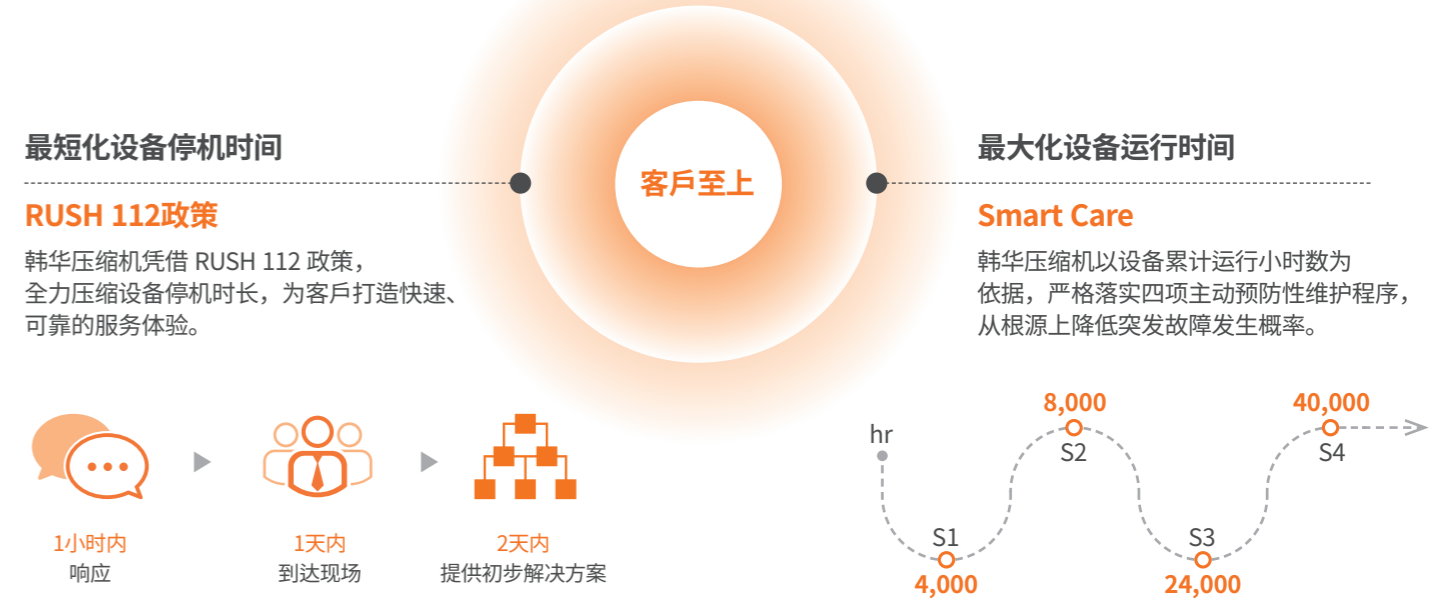 客戶至上
最短化设备停机时间
RUSH 112政策
韩华压缩机凭借 RUSH 112 政策，
全力压缩设备停机时长，为客戶打造快速、
可靠的服务体验。
1小时内
响应
1天内
到达现场
2天内
提供初步解决方案
最大化设备运行时间
Smart Care
韩华压缩机以设备累计运行小时数为
依据，严格落实四项主动预防性维护程序，
从根源上降低突发故障发生概率。
hr
S1
4,000
8,000
S2
S3
24,000
40,000
S4